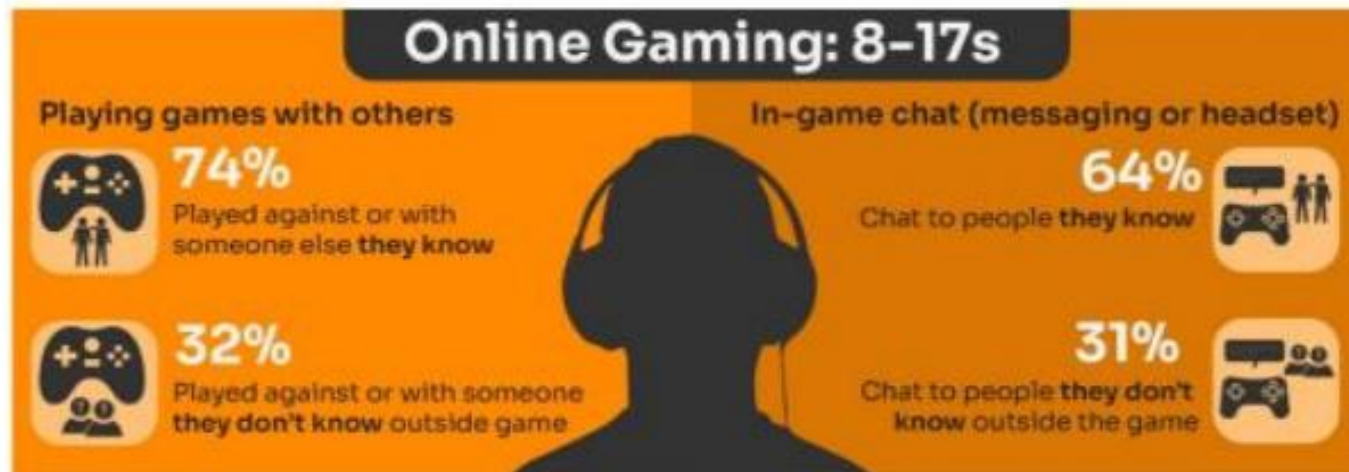 Online Gaming: 8-17s
Playing games with others
74%
Played against or with
someone else they know
32%
Played against or with someone
they don't know outside game
In-game chat (messaging or headset)
64%
Chat to people they know
31%
Chat to people they don't
know outside the game